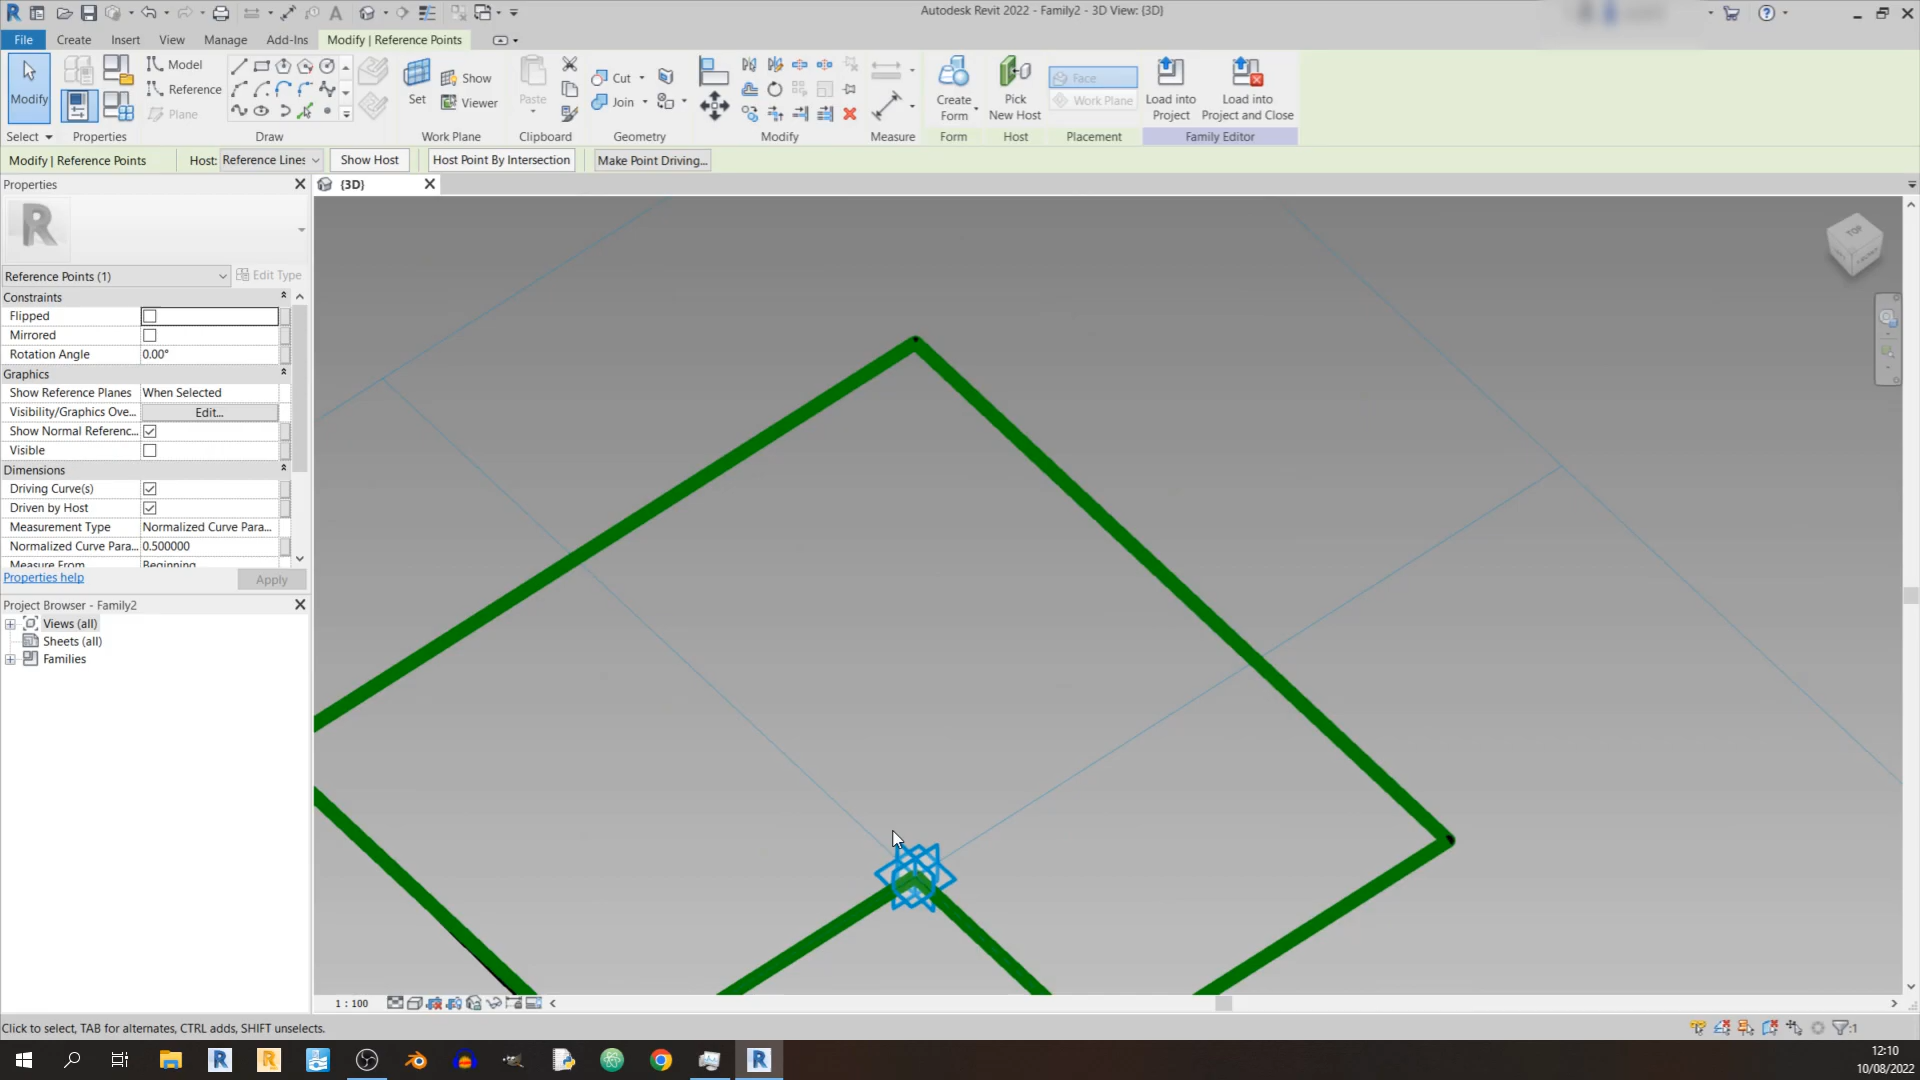 Autodesk Revit 2022 - Family2 - 3D View: {3D}
File Create Insert View Manage Add-Ins Modify | Reference Points
Modify
Model
Reference
Plane
Set
Show
Viewer
Paste
Cut
Join
Create Form
Pick New Host
Face
Work Plane
Load into Project
Load into Project and Close
Select Properties Draw Work Plane Clipboard Geometry Modify Measure Form Host Placement Family Editor
Modify | Reference Points Host: Reference Lines Show Host Host Point By Intersection Make Point Driving...
Properties
{3D}
R
Reference Points (1) Edit Type
Constraints
Flipped
Mirrored
Rotation Angle 0.00°
Graphics
Show Reference Planes When Selected
Visibility/Graphics Ove... Edit...
Show Normal Referenc...
Visible
Dimensions
Driving Curve(s)
Driven by Host
Measurement Type Normalized Curve Para...
Normalized Curve Para... 0.500000
Measure From Beginning
Properties help Apply
Project Browser - Family2
Views (all)
Sheets (all)
Families
TOP
1 : 100
Click to select, TAB for alternates, CTRL adds, SHIFT unselects.
:1
12:10
10/08/2022